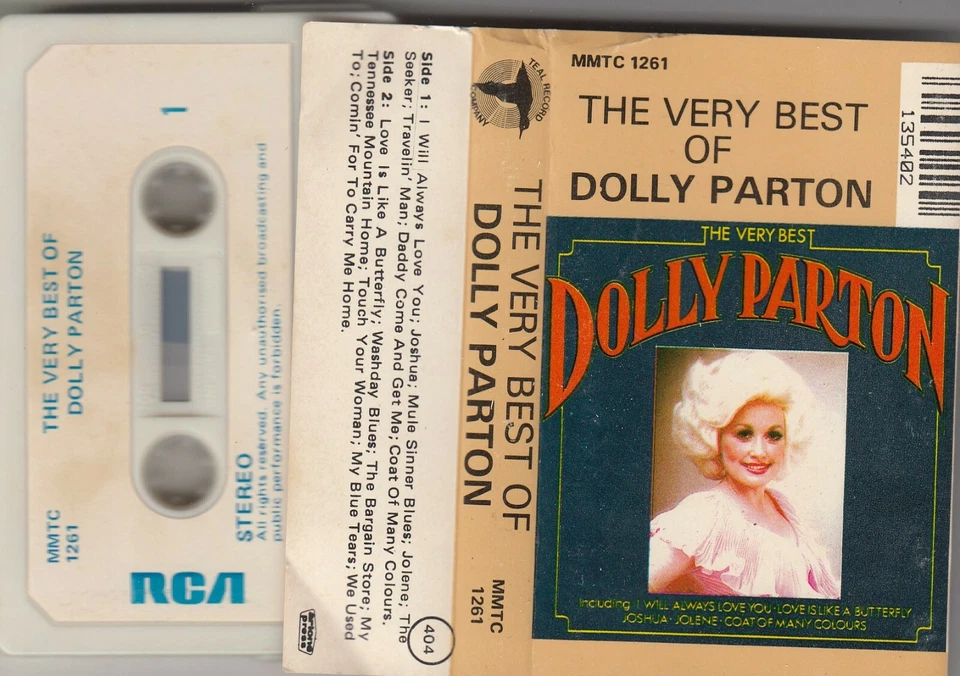 1
THE VERY BEST OF
DOLLY PARTON
STEREO
All rights reserved. Any unauthorised broadcasting and
public performance is forbidden.
MMTC
1261
RCA
Side 1: I Will Always Love You; Joshua; Mule Sinner Blues; Jolene; The
Seeker; Travelin' Man; Daddy Come And Get Me; Coat Of Many Colours.
Side 2: Love Is Like A Butterfly; Washday Blues; The Bargain Store; My
Tennessee Mountain Home; Touch Your Woman; My Blue Tears; We Used
To; Comin' For To Carry Me Home.
404
press
TEAL RECORD
COMPANY
THE VERY BEST OF
DOLLY PARTON
MMTC
1261
MMTC 1261
THE VERY BEST
OF
DOLLY PARTON
135402
THE VERY BEST
DOLLY PARTON
Including I WILL ALWAYS LOVE YOU·LOVE IS LIKE A BUTTERFLY
JOSHUA·JOLENE·COAT OF MANY COLOURS